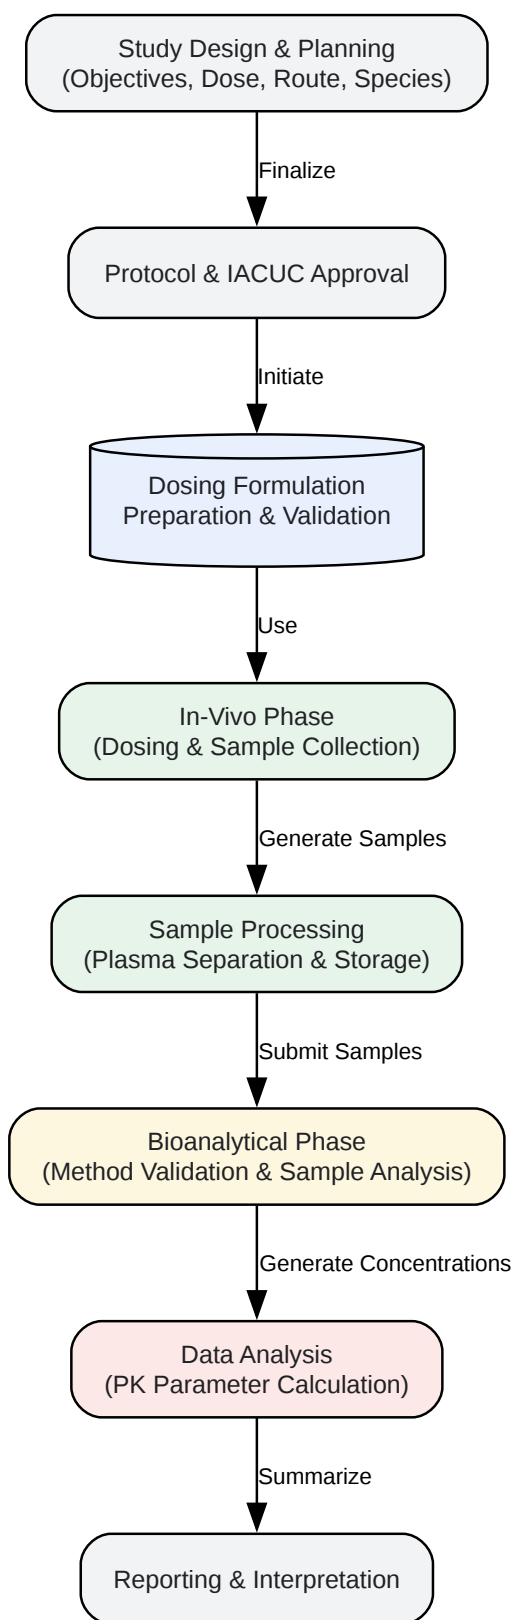 Study Design & Planning
(Objectives, Dose, Route, Species)
Finalize
Protocol & IACUC Approval
Initiate
Dosing Formulation
Preparation & Validation
Use
In-Vivo Phase
(Dosing & Sample Collection)
Generate Samples
Sample Processing
(Plasma Separation & Storage)
Submit Samples
Bioanalytical Phase
(Method Validation & Sample Analysis)
Generate Concentrations
Data Analysis
(PK Parameter Calculation)
Summarize
Reporting & Interpretation